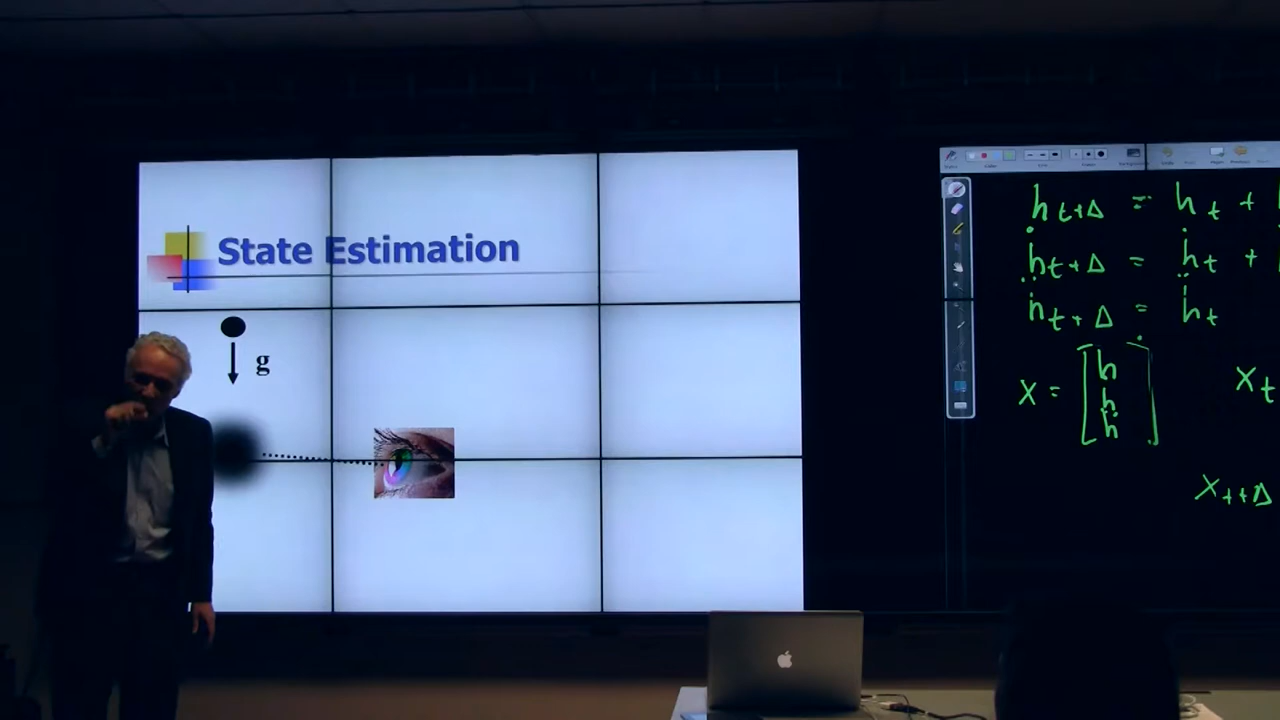 State Estimation
g
h t+Δ = h t +
ḣ t+Δ = ḣ t +
ḧ t+Δ = ḧ t
x = [h ḣ ḧ]
x t
x t+Δ